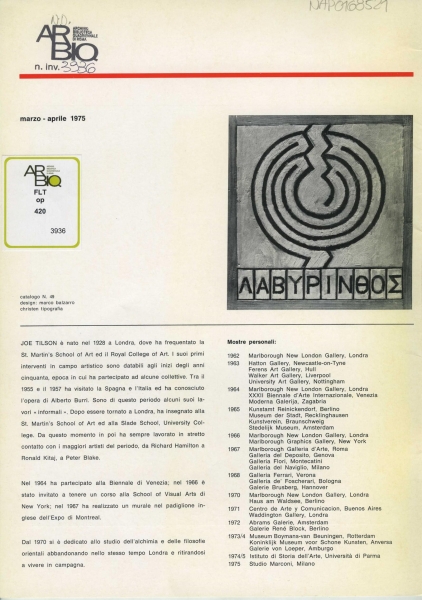 NAP0168521
AR
BIQ
ARCHIVIO
BIBLIOTECA
QUADRIENNALE
DI ROMA
n. inv. 3936
marzo - aprile 1975
AR
BIQ
FLT
op
420
3936
ΛΑΒΥΡΙΝΘΟΣ
catalogo N. 48
design: marco balzarro
christen tipografia
JOE TILSON è nato nel 1928 a Londra, dove ha frequentato la
St. Martin's School of Art ed il Royal College of Art. I suoi primi
interventi in campo artistico sono databili agli inizi degli anni
cinquanta, epoca in cui ha partecipato ad alcune collettive. Tra il
1955 e il 1957 ha visitato la Spagna e l'Italia ed ha conosciuto
l'opera di Alberto Burri. Sono di questo periodo alcuni suoi la-
vori « informali ». Dopo essere tornato a Londra, ha insegnato alla
St. Martin's School of Art ed alla Slade School, University Col-
lege. Da questo momento in poi ha sempre lavorato in stretto
contatto con i maggiori artisti del periodo, da Richard Hamilton a
Ronald Kitaj, a Peter Blake.
Nel 1964 ha partecipato alla Biennale di Venezia; nel 1966 è
stato invitato a tenere un corso alla School of Visual Arts di
New York; nel 1967 ha realizzato un murale nel padiglione in-
glese dell'Expo di Montreal.
Dal 1970 si è dedicato allo studio dell'alchimia e delle filosofie
orientali abbandonando nello stesso tempo Londra e ritirandosi
a vivere in campagna.
Mostre personali:
1962 Marlborough New London Gallery, Londra
1963 Hatton Gallery, Newcastle-on-Tyne
Ferens Art Gallery, Hull
Walker Art Gallery, Liverpool
University Art Gallery, Nottingham
1964 Marlborough New London Gallery, Londra
XXXII Biennale d'Arte Internazionale, Venezia
Moderna Galerija, Zagabria
1965 Kunstamt Reinickendorf, Berlino
Museum der Stadt, Recklinghausen
Kunstverein, Braunschweig
Stedelijk Museum, Amsterdam
1966 Marlborough New London Gallery, Londra
Marlborough Graphics Gallery, New York
1967 Marlborough Galleria d'Arte, Roma
Galleria del Deposito, Genova
Galleria Flori, Montecatini
Galleria del Naviglio, Milano
1968 Galleria Ferrari, Verona
Galleria de' Foscherari, Bologna
Galerie Brusberg, Hannover
1970 Marlborough New London Gallery, Londra
Haus am Waldsee, Berlino
1971 Centro de Arte y Comunicacion, Buenos Aires
Waddington Gallery, Londra
1972 Abrams Galerie, Amsterdam
Galerie René Block, Berlino
1973/4 Museum Boymans-van Beuningen, Rotterdam
Koninklijk Museum voor Schone Kunsten, Anversa
Galerie von Loeper, Amburgo
1974/5 Istituto di Storia dell'Arte, Università di Parma
1975 Studio Marconi, Milano